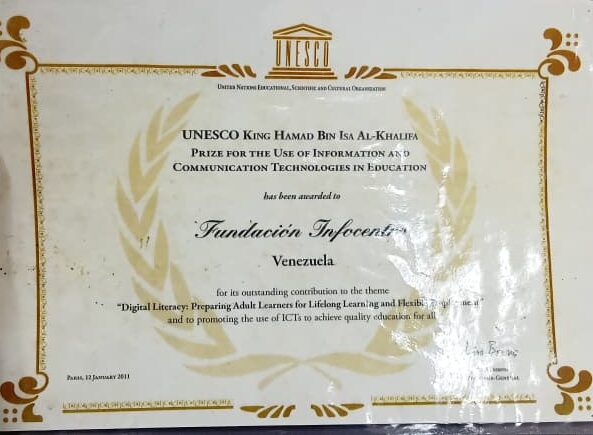 UNESCO
UNITED NATIONS EDUCATIONAL, SCIENTIFIC AND CULTURAL ORGANIZATION
UNESCO KING HAMAD BIN ISA AL-KHALIFA
PRIZE FOR THE USE OF INFORMATION AND
COMMUNICATION TECHNOLOGIES IN EDUCATION
has been awarded to
Fundación Infocentro
Venezuela
for its outstanding contribution to the theme
"Digital Literacy: Preparing Adult Learners for Lifelong Learning and Flexible
and to promoting the use of ICTs to achieve quality education for all
PARIS, 12 JANUARY 2011